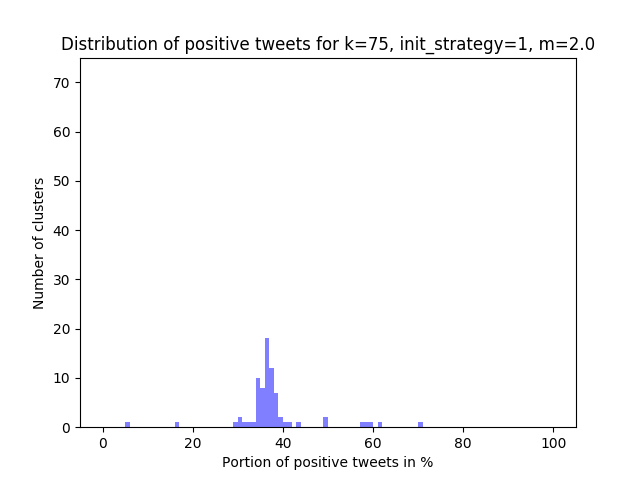 Distribution of positive tweets for k=75, init_strategy=1, m=2.0
70
60
50
40
30
20
10
0
Number of clusters
0 20 40 60 80 100
Portion of positive tweets in %